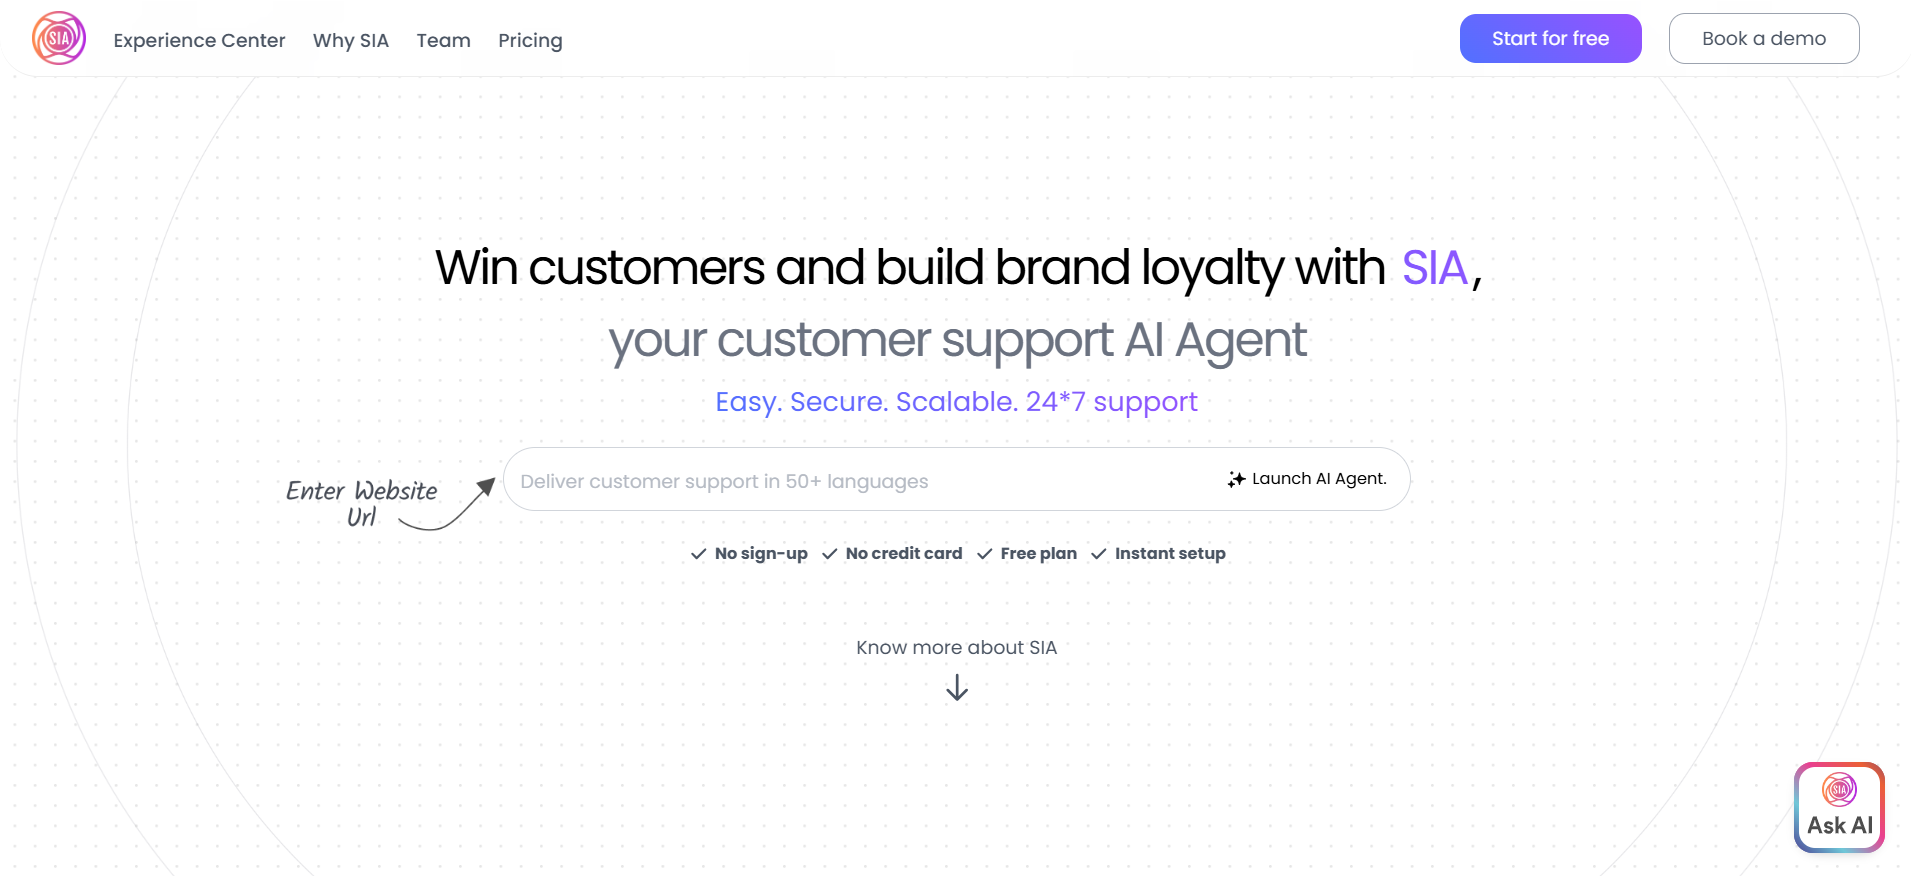 SIA
Experience Center
Why SIA
Team
Pricing
Start for free
Book a demo
Win customers and build brand loyalty with SIA,
your customer support AI Agent
Easy. Secure. Scalable. 24*7 support
Enter Website
Url
Deliver customer support in 50+ languages
Launch AI Agent.
No sign-up
No credit card
Free plan
Instant setup
Know more about SIA
SIA
Ask AI